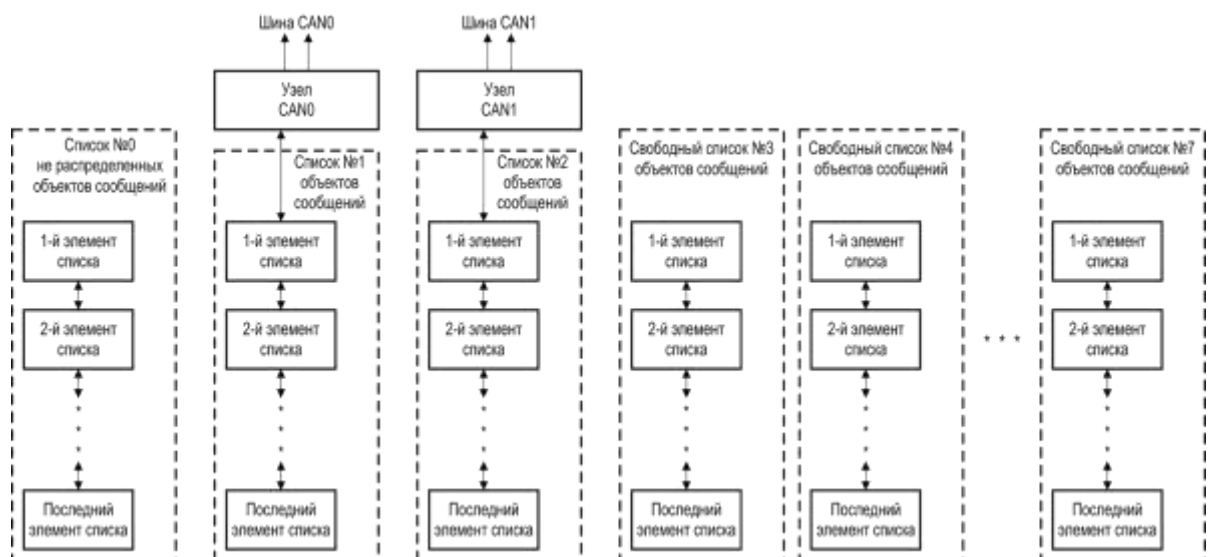 Шина CAN0
Шина CAN1
Узел
CAN0
Узел
CAN1
Список №0
не распределенных
объектов сообщений
1-й элемент
списка
2-й элемент
списка
* 
*
*
Последний
элемент списка
Список №1
объектов
сообщений
1-й элемент
списка
2-й элемент
списка
*
*
*
Последний
элемент списка
Список №2
объектов
сообщений
1-й элемент
списка
2-й элемент
списка
*
*
*
Последний
элемент списка
Свободный список №3
объектов сообщений
1-й элемент
списка
2-й элемент
списка
*
*
*
Последний
элемент списка
Свободный список №4
объектов сообщений
1-й элемент
списка
2-й элемент
списка
*
*
*
Последний
элемент списка
* * *
Свободный список №7
объектов сообщений
1-й элемент
списка
2-й элемент
списка
*
*
*
Последний
элемент списка